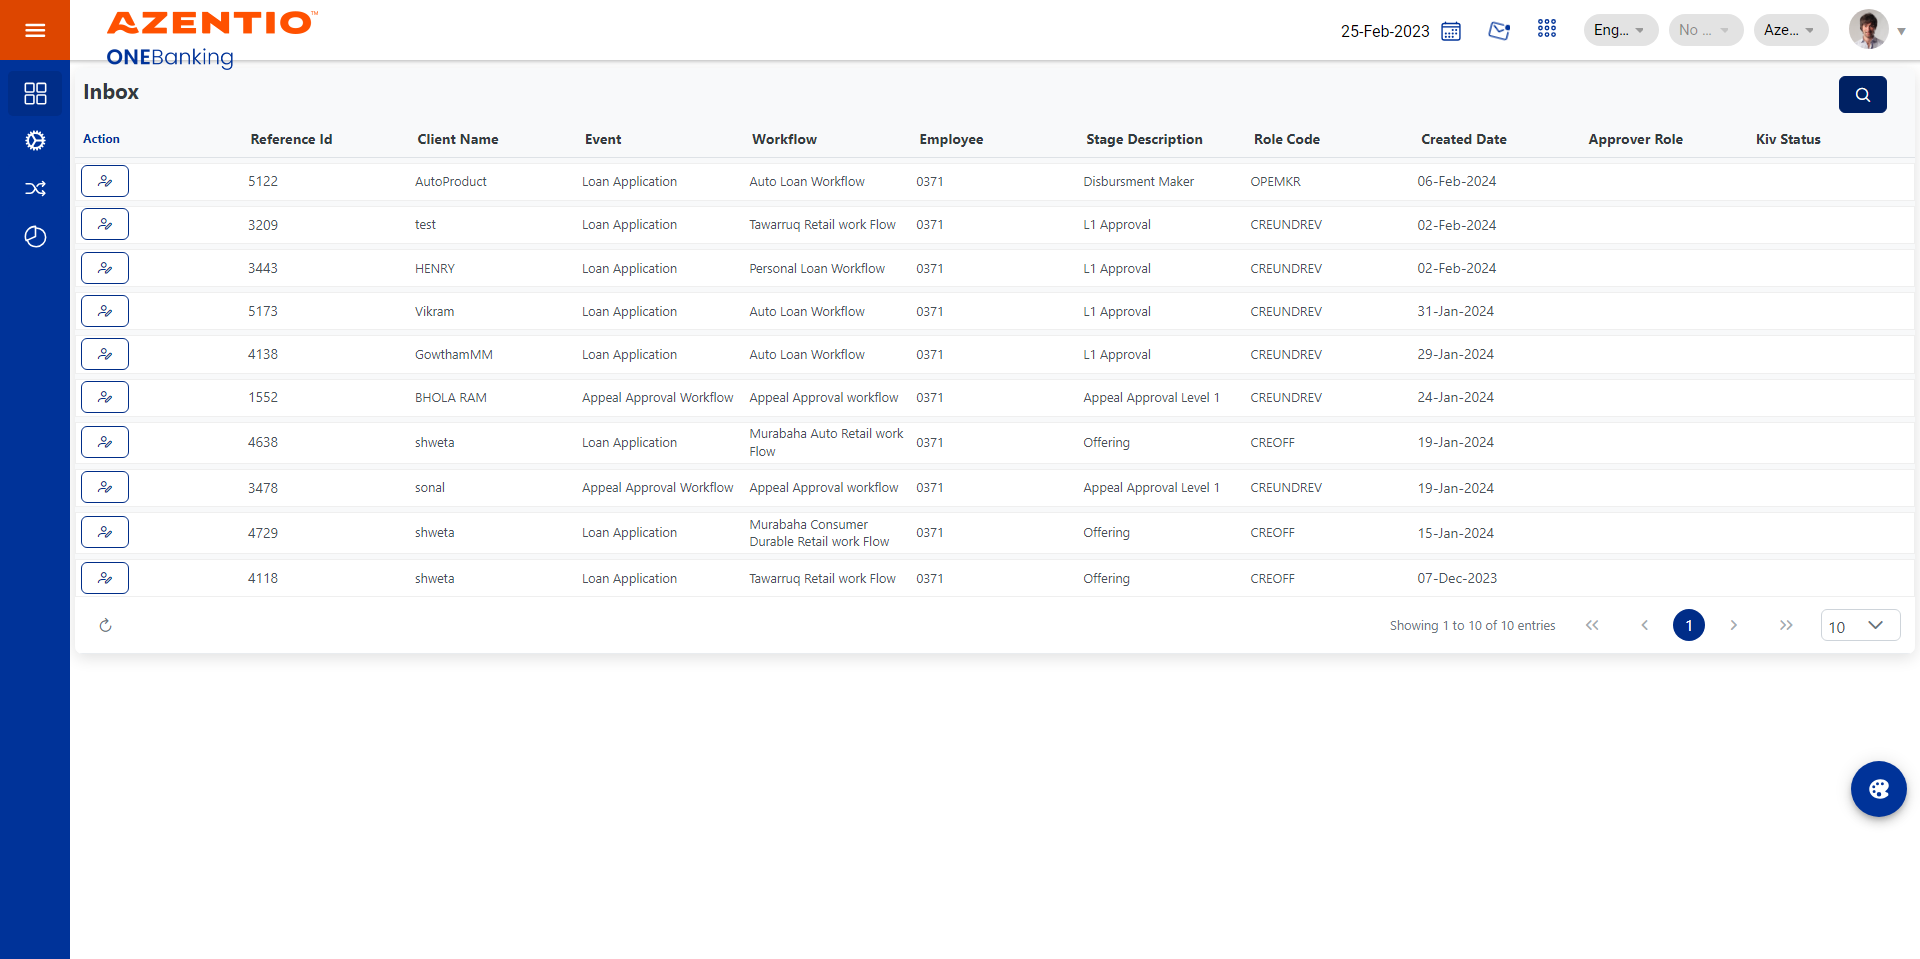 AZENTIO™
ONEBanking
25-Feb-2023
Eng...
No ...
Aze...
Inbox
Action Reference Id Client Name Event Workflow Employee Stage Description Role Code Created Date Approver Role Kiv Status
5122 AutoProduct Loan Application Auto Loan Workflow 0371 Disbursment Maker OPEMKR 06-Feb-2024
3209 test Loan Application Tawarruq Retail work Flow 0371 L1 Approval CREUNDREV 02-Feb-2024
3443 HENRY Loan Application Personal Loan Workflow 0371 L1 Approval CREUNDREV 02-Feb-2024
5173 Vikram Loan Application Auto Loan Workflow 0371 L1 Approval CREUNDREV 31-Jan-2024
4138 GowthamMM Loan Application Auto Loan Workflow 0371 L1 Approval CREUNDREV 29-Jan-2024
1552 BHOLA RAM Appeal Approval Workflow Appeal Approval workflow 0371 Appeal Approval Level 1 CREUNDREV 24-Jan-2024
4638 shweta Loan Application Murabaha Auto Retail work Flow 0371 Offering CREOFF 19-Jan-2024
3478 sonal Appeal Approval Workflow Appeal Approval workflow 0371 Appeal Approval Level 1 CREUNDREV 19-Jan-2024
4729 shweta Loan Application Murabaha Consumer Durable Retail work Flow 0371 Offering CREOFF 15-Jan-2024
4118 shweta Loan Application Tawarruq Retail work Flow 0371 Offering CREOFF 07-Dec-2023
Showing 1 to 10 of 10 entries
1
10